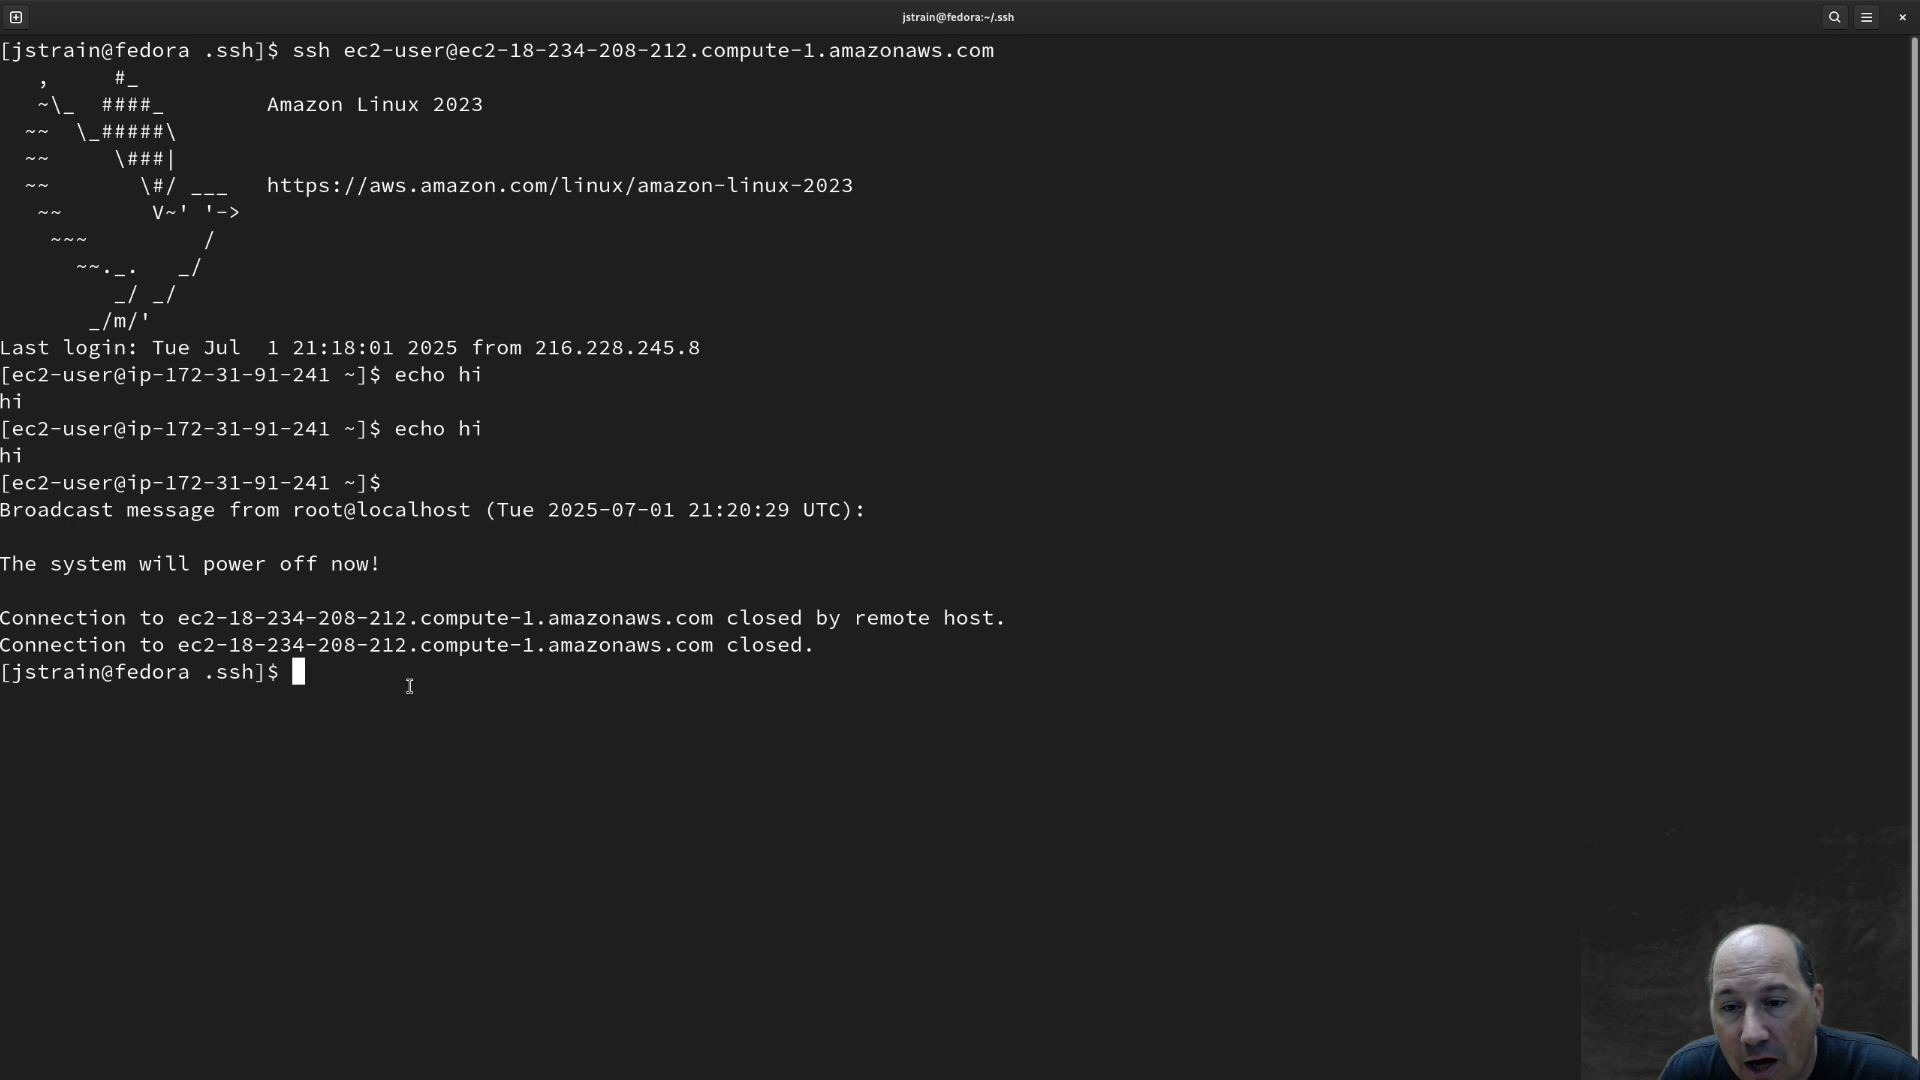 jstrain@fedora:~/.ssh
[jstrain@fedora .ssh]$ ssh ec2-user@ec2-18-234-208-212.compute-1.amazonaws.com
   ,     #_
   ~\_  ####_        Amazon Linux 2023
  ~~  \_#####\
  ~~     \###|
  ~~       \#/ ___   https://aws.amazon.com/linux/amazon-linux-2023
   ~~       V~' '->
    ~~~         /
      ~~._.   _/
         _/ _/
       _/m/'
Last login: Tue Jul  1 21:18:01 2025 from 216.228.245.8
[ec2-user@ip-172-31-91-241 ~]$ echo hi
hi
[ec2-user@ip-172-31-91-241 ~]$ echo hi
hi
[ec2-user@ip-172-31-91-241 ~]$
Broadcast message from root@localhost (Tue 2025-07-01 21:20:29 UTC):
The system will power off now!
Connection to ec2-18-234-208-212.compute-1.amazonaws.com closed by remote host.
Connection to ec2-18-234-208-212.compute-1.amazonaws.com closed.
[jstrain@fedora .ssh]$